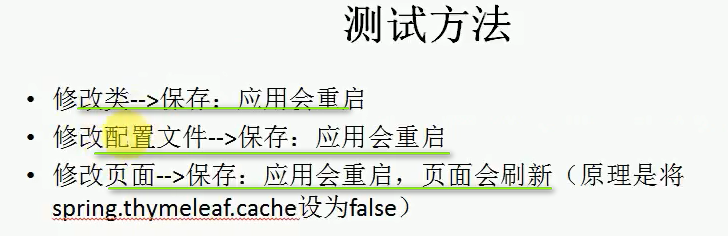 测试方法
• 修改类-->保存：应用会重启
• 修改配置文件-->保存：应用会重启
• 修改页面-->保存：应用会重启，页面会刷新（原理是将
spring.thymeleaf.cache设为false）